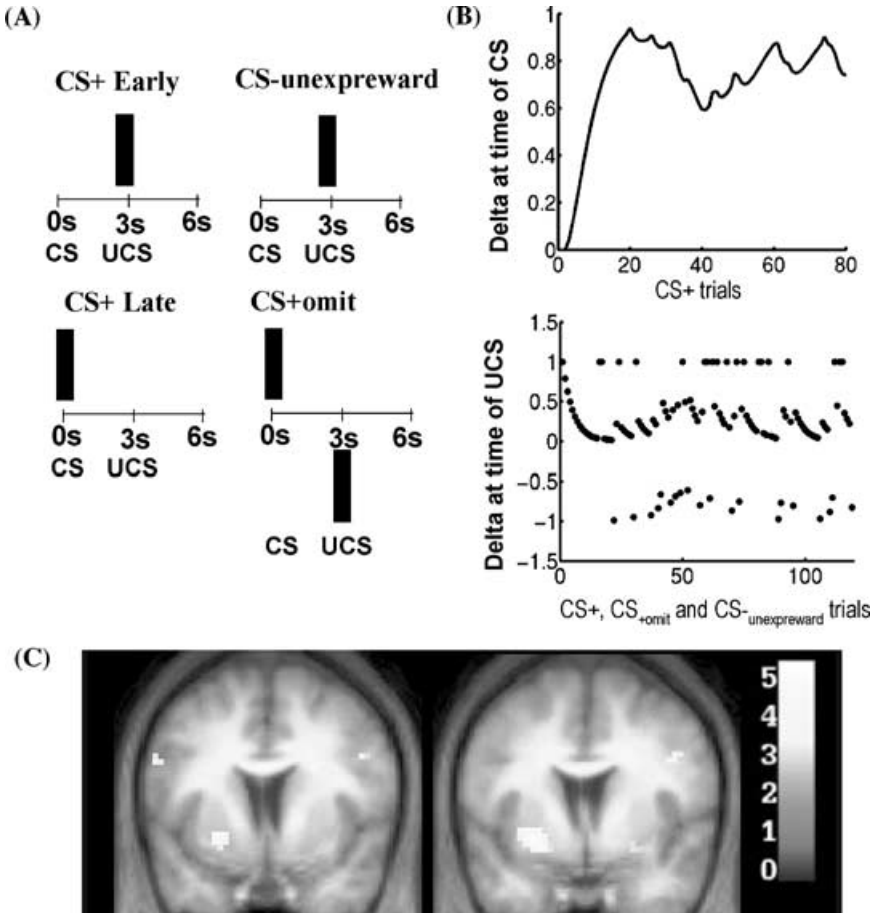 (A)
CS+ Early
0s 3s 6s
CS UCS
CS-unexpreward
0s 3s 6s
CS UCS
CS+ Late
0s 3s 6s
CS UCS
CS+omit
0s 3s 6s
CS UCS
(B)
Delta at time of CS
1
0.8
0.6
0.4
0.2
0
0 20 40 60 80
CS+ trials
Delta at time of UCS
1.5
1
0.5
0
−0.5
−1
−1.5
0 50 100
CS+, CS+omit and CS-unexpreward trials
(C)
5
4
3
2
1
0